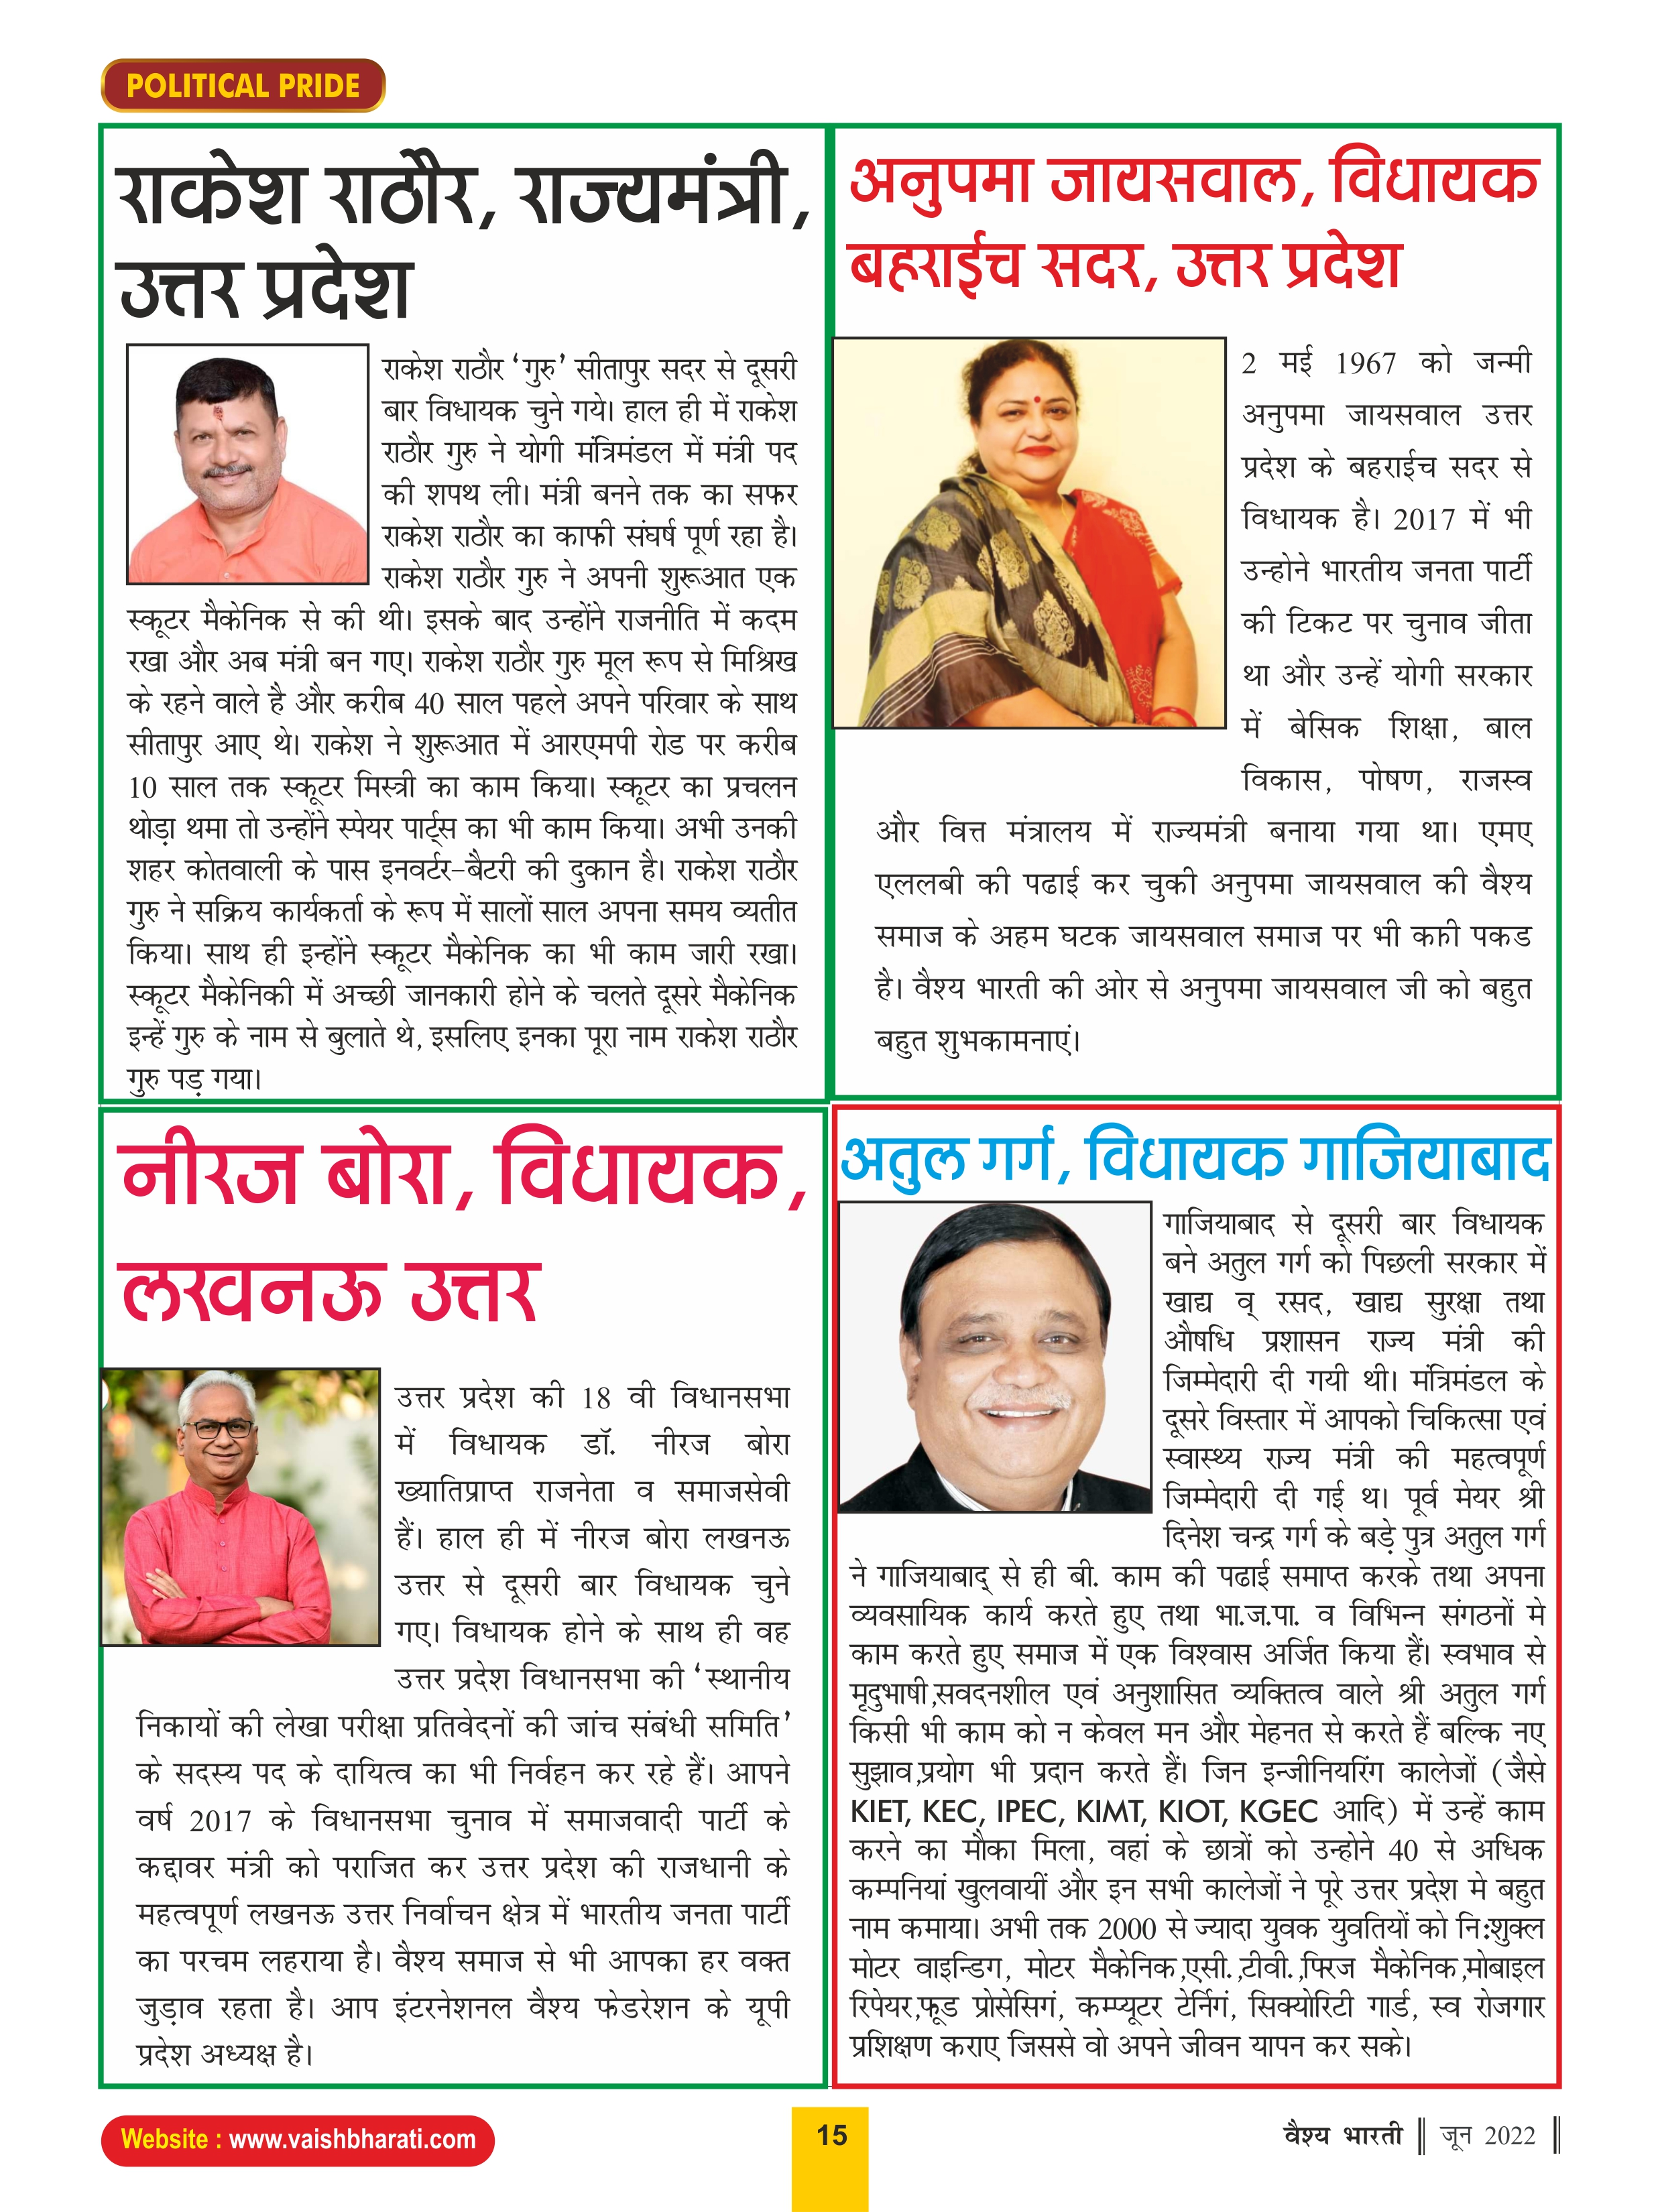 POLITICAL PRIDE
राकेश राठौर, राज्यमंत्री,
उत्तर प्रदेश
राकेश राठौर ‘गुरु’ सीतापुर सदर से दूसरी
बार विधायक चुने गये। हाल ही में राकेश
राठौर गुरु ने योगी मंत्रिमंडल में मंत्री पद
की शपथ ली। मंत्री बनने तक का सफर
राकेश राठौर का काफी संघर्ष पूर्ण रहा है।
राकेश राठौर गुरु ने अपनी शुरूआत एक
स्कूटर मैकेनिक से की थी। इसके बाद उन्होंने राजनीति में कदम
रखा और अब मंत्री बन गए। राकेश राठौर गुरु मूल रूप से मिश्रिख
के रहने वाले है और करीब 40 साल पहले अपने परिवार के साथ
सीतापुर आए थे। राकेश ने शुरूआत में आरएमपी रोड पर करीब
10 साल तक स्कूटर मिस्त्री का काम किया। स्कूटर का प्रचलन
थोड़ा थमा तो उन्होंने स्पेयर पार्ट्स का भी काम किया। अभी उनकी
शहर कोतवाली के पास इनवर्टर-बैटरी की दुकान है। राकेश राठौर
गुरु ने सक्रिय कार्यकर्ता के रूप में सालों साल अपना समय व्यतीत
किया। साथ ही इन्होंने स्कूटर मैकेनिक का भी काम जारी रखा।
स्कूटर मैकेनिकी में अच्छी जानकारी होने के चलते दूसरे मैकेनिक
इन्हें गुरु के नाम से बुलाते थे, इसलिए इनका पूरा नाम राकेश राठौर
गुरु पड़ गया।
अनुपमा जायसवाल, विधायक
बहराईच सदर, उत्तर प्रदेश
2 मई 1967 को जन्मी
अनुपमा जायसवाल उत्तर
प्रदेश के बहराईच सदर से
विधायक है। 2017 में भी
उन्होने भारतीय जनता पार्टी
की टिकट पर चुनाव जीता
था और उन्हें योगी सरकार
में बेसिक शिक्षा, बाल
विकास, पोषण, राजस्व
और वित्त मंत्रालय में राज्यमंत्री बनाया गया था। एमए
एललबी की पढाई कर चुकी अनुपमा जायसवाल की वैश्य
समाज के अहम घटक जायसवाल समाज पर भी कफी पकड
है। वैश्य भारती की ओर से अनुपमा जायसवाल जी को बहुत
बहुत शुभकामनाएं।
नीरज बोरा, विधायक,
लखनऊ उत्तर
उत्तर प्रदेश की 18 वी विधानसभा
में विधायक डॉ. नीरज बोरा
ख्यातिप्राप्त राजनेता व समाजसेवी
हैं। हाल ही में नीरज बोरा लखनऊ
उत्तर से दूसरी बार विधायक चुने
गए। विधायक होने के साथ ही वह
उत्तर प्रदेश विधानसभा की ‘स्थानीय
निकायों की लेखा परीक्षा प्रतिवेदनों की जांच संबंधी समिति’
के सदस्य पद के दायित्व का भी निर्वहन कर रहे हैं। आपने
वर्ष 2017 के विधानसभा चुनाव में समाजवादी पार्टी के
कद्दावर मंत्री को पराजित कर उत्तर प्रदेश की राजधानी के
महत्वपूर्ण लखनऊ उत्तर निर्वाचन क्षेत्र में भारतीय जनता पार्टी
का परचम लहराया है। वैश्य समाज से भी आपका हर वक्त
जुड़ाव रहता है। आप इंटरनेशनल वैश्य फेडरेशन के यूपी
प्रदेश अध्यक्ष है।
अतुल गर्ग, विधायक गाजियाबाद
गाजियाबाद से दूसरी बार विधायक
बने अतुल गर्ग को पिछली सरकार में
खाद्य व् रसद, खाद्य सुरक्षा तथा
औषधि प्रशासन राज्य मंत्री की
जिम्मेदारी दी गयी थी। मंत्रिमंडल के
दूसरे विस्तार में आपको चिकित्सा एवं
स्वास्थ्य राज्य मंत्री की महत्वपूर्ण
जिम्मेदारी दी गई थ। पूर्व मेयर श्री
दिनेश चन्द्र गर्ग के बड़े पुत्र अतुल गर्ग
ने गाजियाबाद् से ही बी. काम की पढाई समाप्त करके तथा अपना
व्यवसायिक कार्य करते हुए तथा भा.ज.पा. व विभिन्न संगठनों मे
काम करते हुए समाज में एक विश्वास अर्जित किया हैं। स्वभाव से
मृदुभाषी,सवदनशील एवं अनुशासित व्यक्तित्व वाले श्री अतुल गर्ग
किसी भी काम को न केवल मन और मेहनत से करते हैं बल्कि नए
सुझाव,प्रयोग भी प्रदान करते हैं। जिन इन्जीनियरिंग कालेजों (जैसे
KIET, KEC, IPEC, KIMT, KIOT, KGEC आदि) में उन्हें काम
करने का मौका मिला, वहां के छात्रों को उन्होने 40 से अधिक
कम्पनियां खुलवायीं और इन सभी कालेजों ने पूरे उत्तर प्रदेश मे बहुत
नाम कमाया। अभी तक 2000 से ज्यादा युवक युवतियों को नि:शुक्ल
मोटर वाइन्डिग, मोटर मैकेनिक,एसी.,टीवी.,फ्रिज मैकेनिक,मोबाइल
रिपेयर,फूड प्रोसेसिगं, कम्प्यूटर टेर्निगं, सिक्योरिटी गार्ड, स्व रोजगार
प्रशिक्षण कराए जिससे वो अपने जीवन यापन कर सके।
Website : www.vaishbharati.com
15
वैश्य भारती || जून 2022 ||